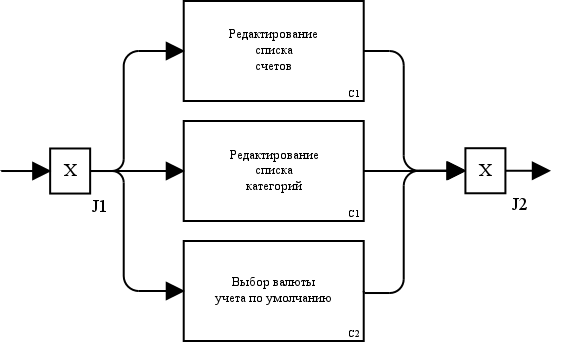 Редактирование
списка
счетов
C1
Редактирование
списка
категорий
C1
X
J1
X
J2
Выбор валюты
учета по умолчанию
C2